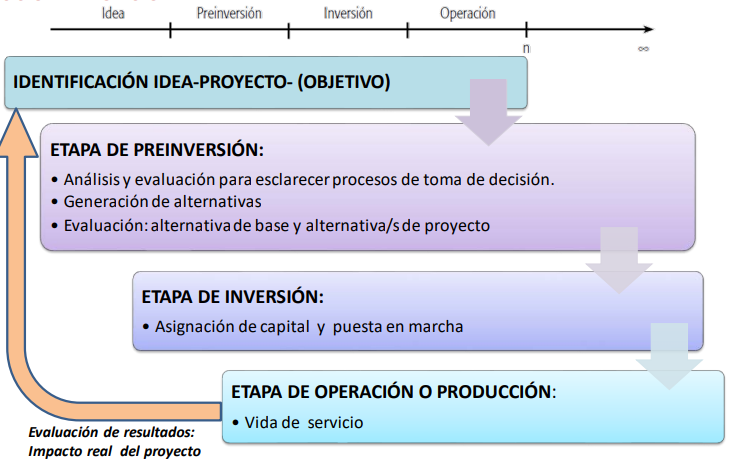 Idea Preinversión Inversión Operación
n ∞
IDENTIFICACIÓN IDEA-PROYECTO- (OBJETIVO)
ETAPA DE PREINVERSIÓN:
• Análisis y evaluación para esclarecer procesos de toma de decisión.
• Generación de alternativas
• Evaluación: alternativa de base y alternativa/s de proyecto
ETAPA DE INVERSIÓN:
• Asignación de capital y puesta en marcha
ETAPA DE OPERACIÓN O PRODUCCIÓN:
• Vida de servicio
Evaluación de resultados:
Impacto real del proyecto